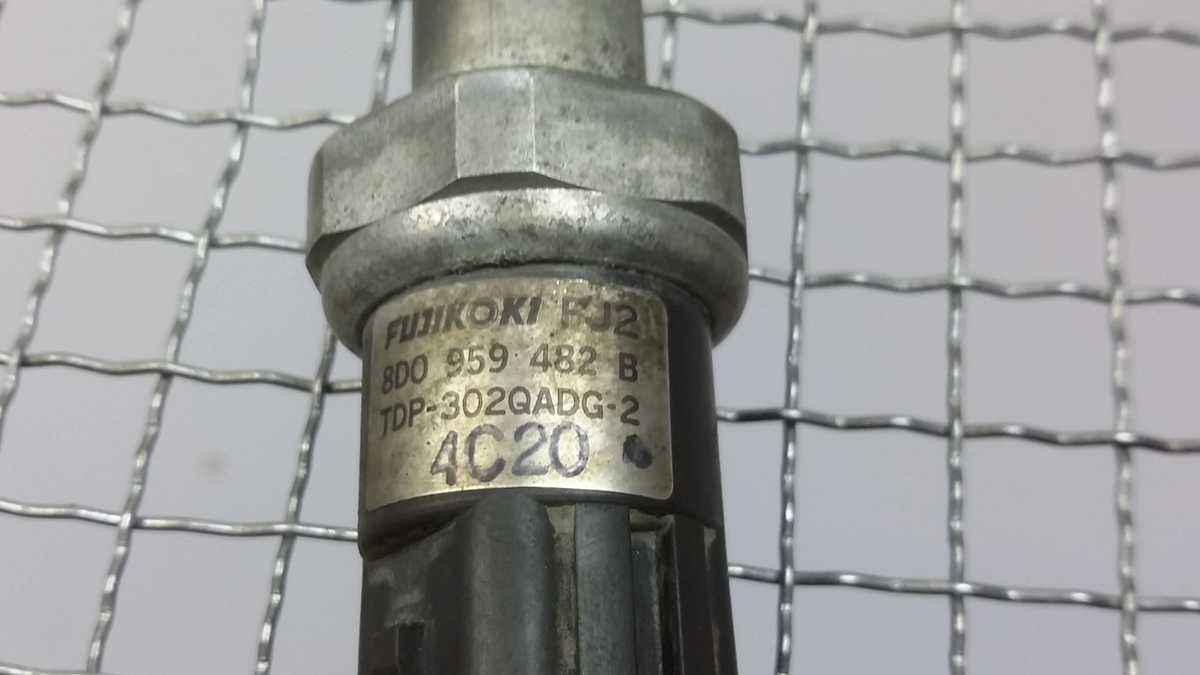 FUJIKOKI FJ2
8D0 959 482 B
TDP-302QADG-2
4C20